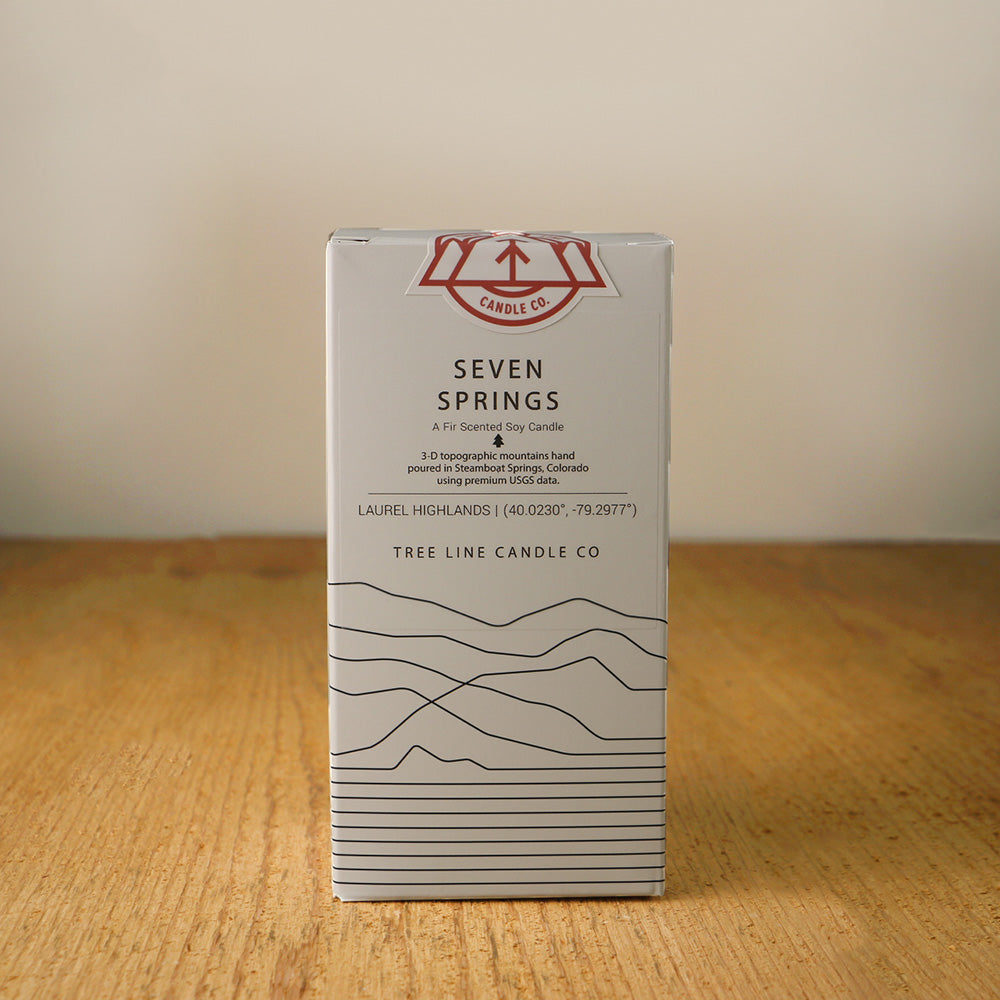 CANDLE CO.
SEVEN
SPRINGS
A Fir Scented Soy Candle
3-D topographic mountains hand
poured in Steamboat Springs, Colorado
using premium USGS data.
LAUREL HIGHLANDS | (40.0230°, -79.2977°)
TREE LINE CANDLE CO